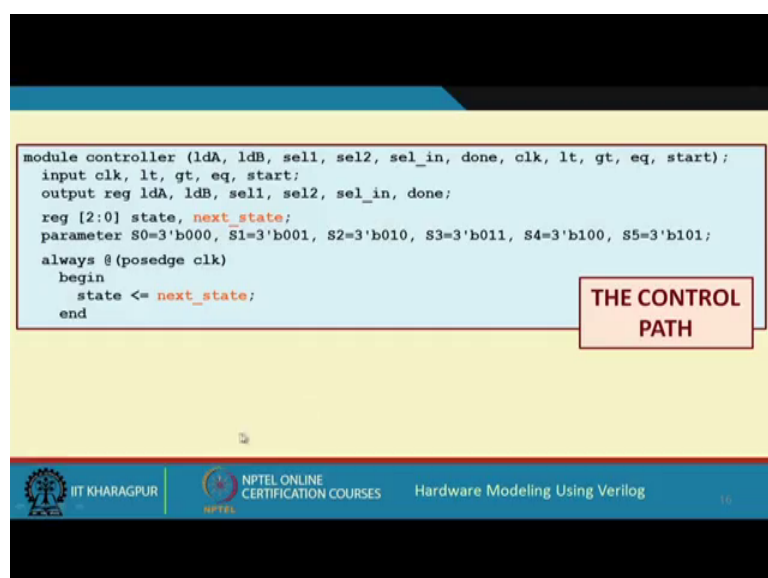 module controller (ldA, ldB, sel1, sel2, sel_in, done, clk, lt, gt, eq, start);
input clk, lt, gt, eq, start;
output reg ldA, ldB, sel1, sel2, sel_in, done;
reg [2:0] state, next_state;
parameter S0=3'b000, S1=3'b001, S2=3'b010, S3=3'b011, S4=3'b100, S5=3'b101;
always @(posedge clk)
begin
state <= next_state;
end
THE CONTROL
PATH
IIT KHARAGPUR
NPTEL
NPTEL ONLINE
CERTIFICATION COURSES
Hardware Modeling Using Verilog
16